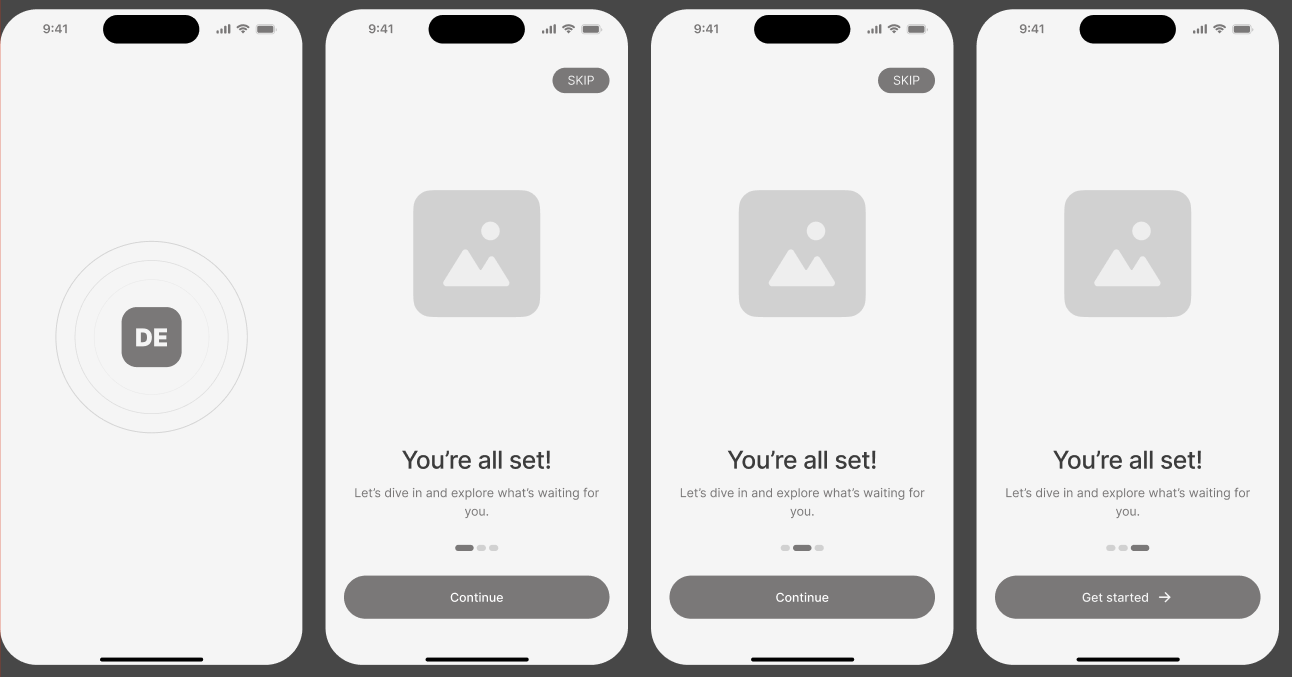 9:41
DE
9:41
SKIP
You’re all set!
Let’s dive in and explore what’s waiting for
you.
Continue
9:41
SKIP
You’re all set!
Let’s dive in and explore what’s waiting for
you.
Continue
9:41
You’re all set!
Let’s dive in and explore what’s waiting for
you.
Get started →